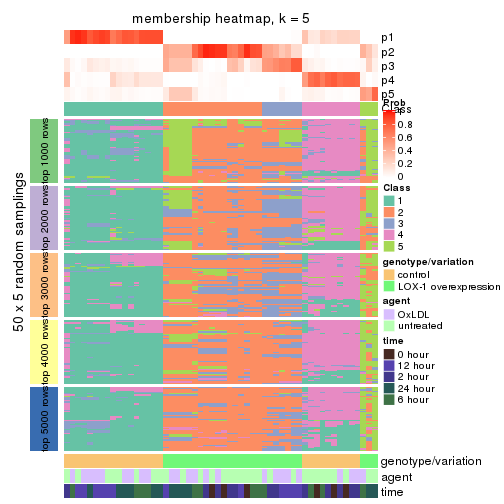 membership heatmap, k = 5
p1
p2
p3
p4
p5
Class
Prob
1
0.8
0.6
0.4
0.2
0
Class
1
2
3
4
5
genotype/variation
control
LOX-1 overexpression
agent
OxLDL
untreated
time
0 hour
12 hour
2 hour
24 hour
6 hour
50 x 5 random samplings
top 1000 rows
top 2000 rows
top 3000 rows
top 4000 rows
top 5000 rows
genotype/variation
agent
time